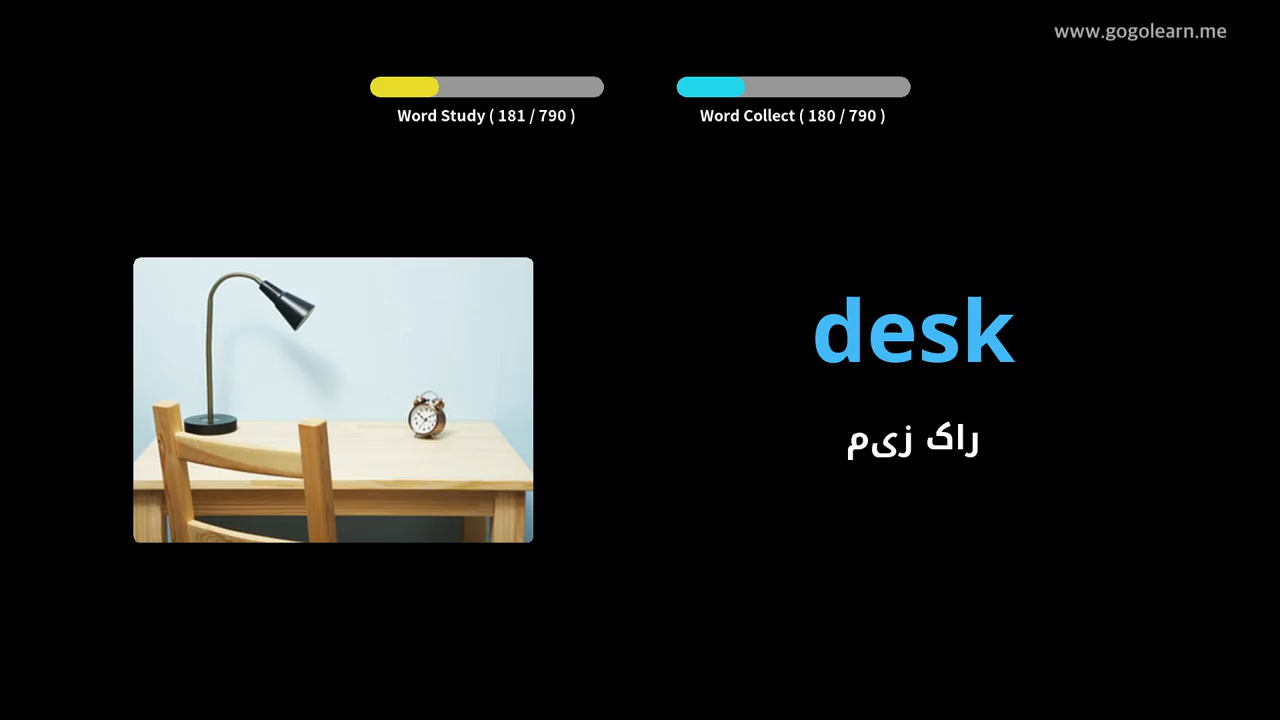 www.gogolearn.me
Word Study ( 181 / 790 )
Word Collect ( 180 / 790 )
desk
راک زیم